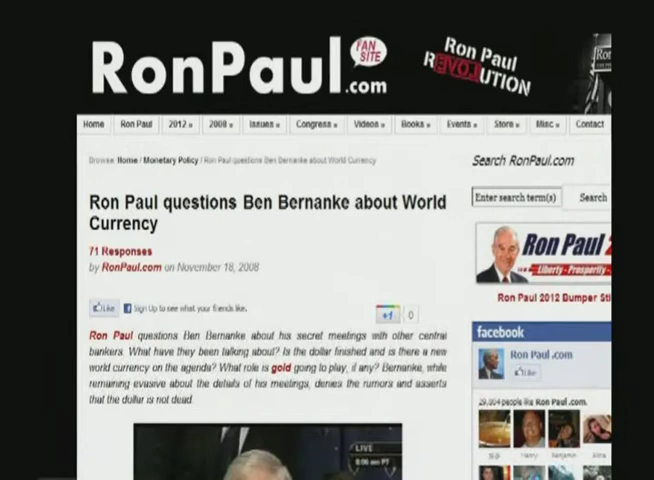 RonPaul.com
FAN SITE
Ron Paul
REVOLUTION
Ron
Home Ron Paul 2012 » 2008 » Issues » Congress » Videos » Books » Events » Store » Misc » Contact
Browse: Home / Monetary Policy / Ron Paul questions Ben Bernanke about World Currency
Search RonPaul.com
Enter search term(s) Search
Ron Paul questions Ben Bernanke about World
Currency
71 Responses
by RonPaul.com on November 18, 2008
Ron Paul 2
Liberty - Prosperity -
Ron Paul 2012 Bumper Sti
Like Sign Up to see what your friends like.
+1 0
Ron Paul questions Ben Bernanke about his secret meetings with other central
bankers. What have they been talking about? Is the dollar finished and is there a new
world currency on the agenda? What role is gold going to play, if any? Bernanke, while
remaining evasive about the details of his meetings, denies the rumors and asserts
that the dollar is not dead.
facebook
Ron Paul .com
Like
people like Ron Paul .com.
Harry Benjamin Alina
LIVE
PT